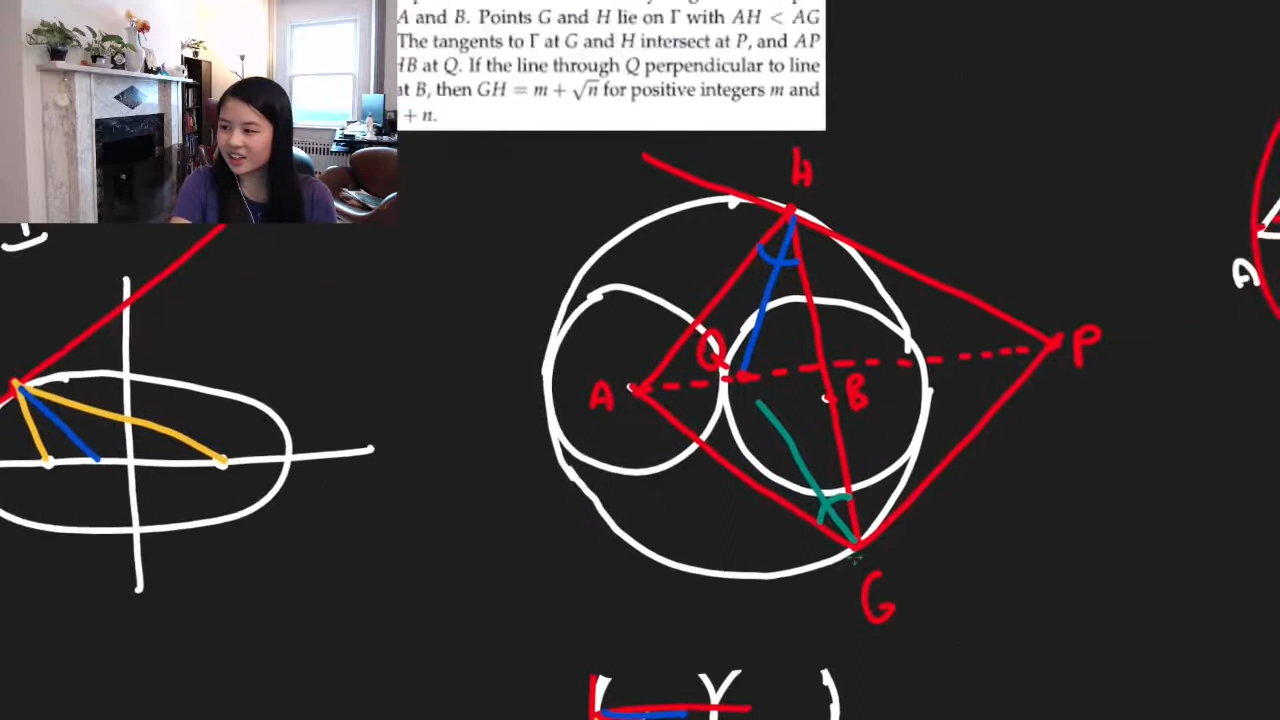 A and B. Points G and H lie on Γ with AH < AG
The tangents to Γ at G and H intersect at P, and AP
HB at Q. If the line through Q perpendicular to line
at B, then GH = m + √n for positive integers m and
+ n.
H
Q
P
A
B
A
G